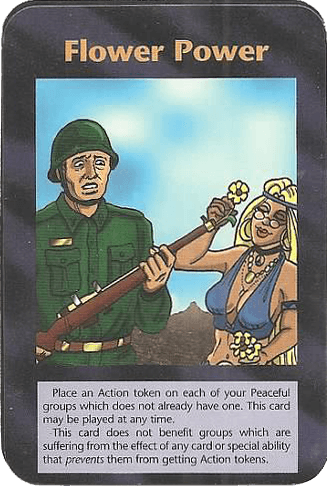 Flower Power
Place an Action token on each of your Peaceful
groups which does not already have one. This card
may be played at any time.
This card does not benefit groups which are
suffering from the effect of any card or special ability
that prevents them from getting Action tokens.